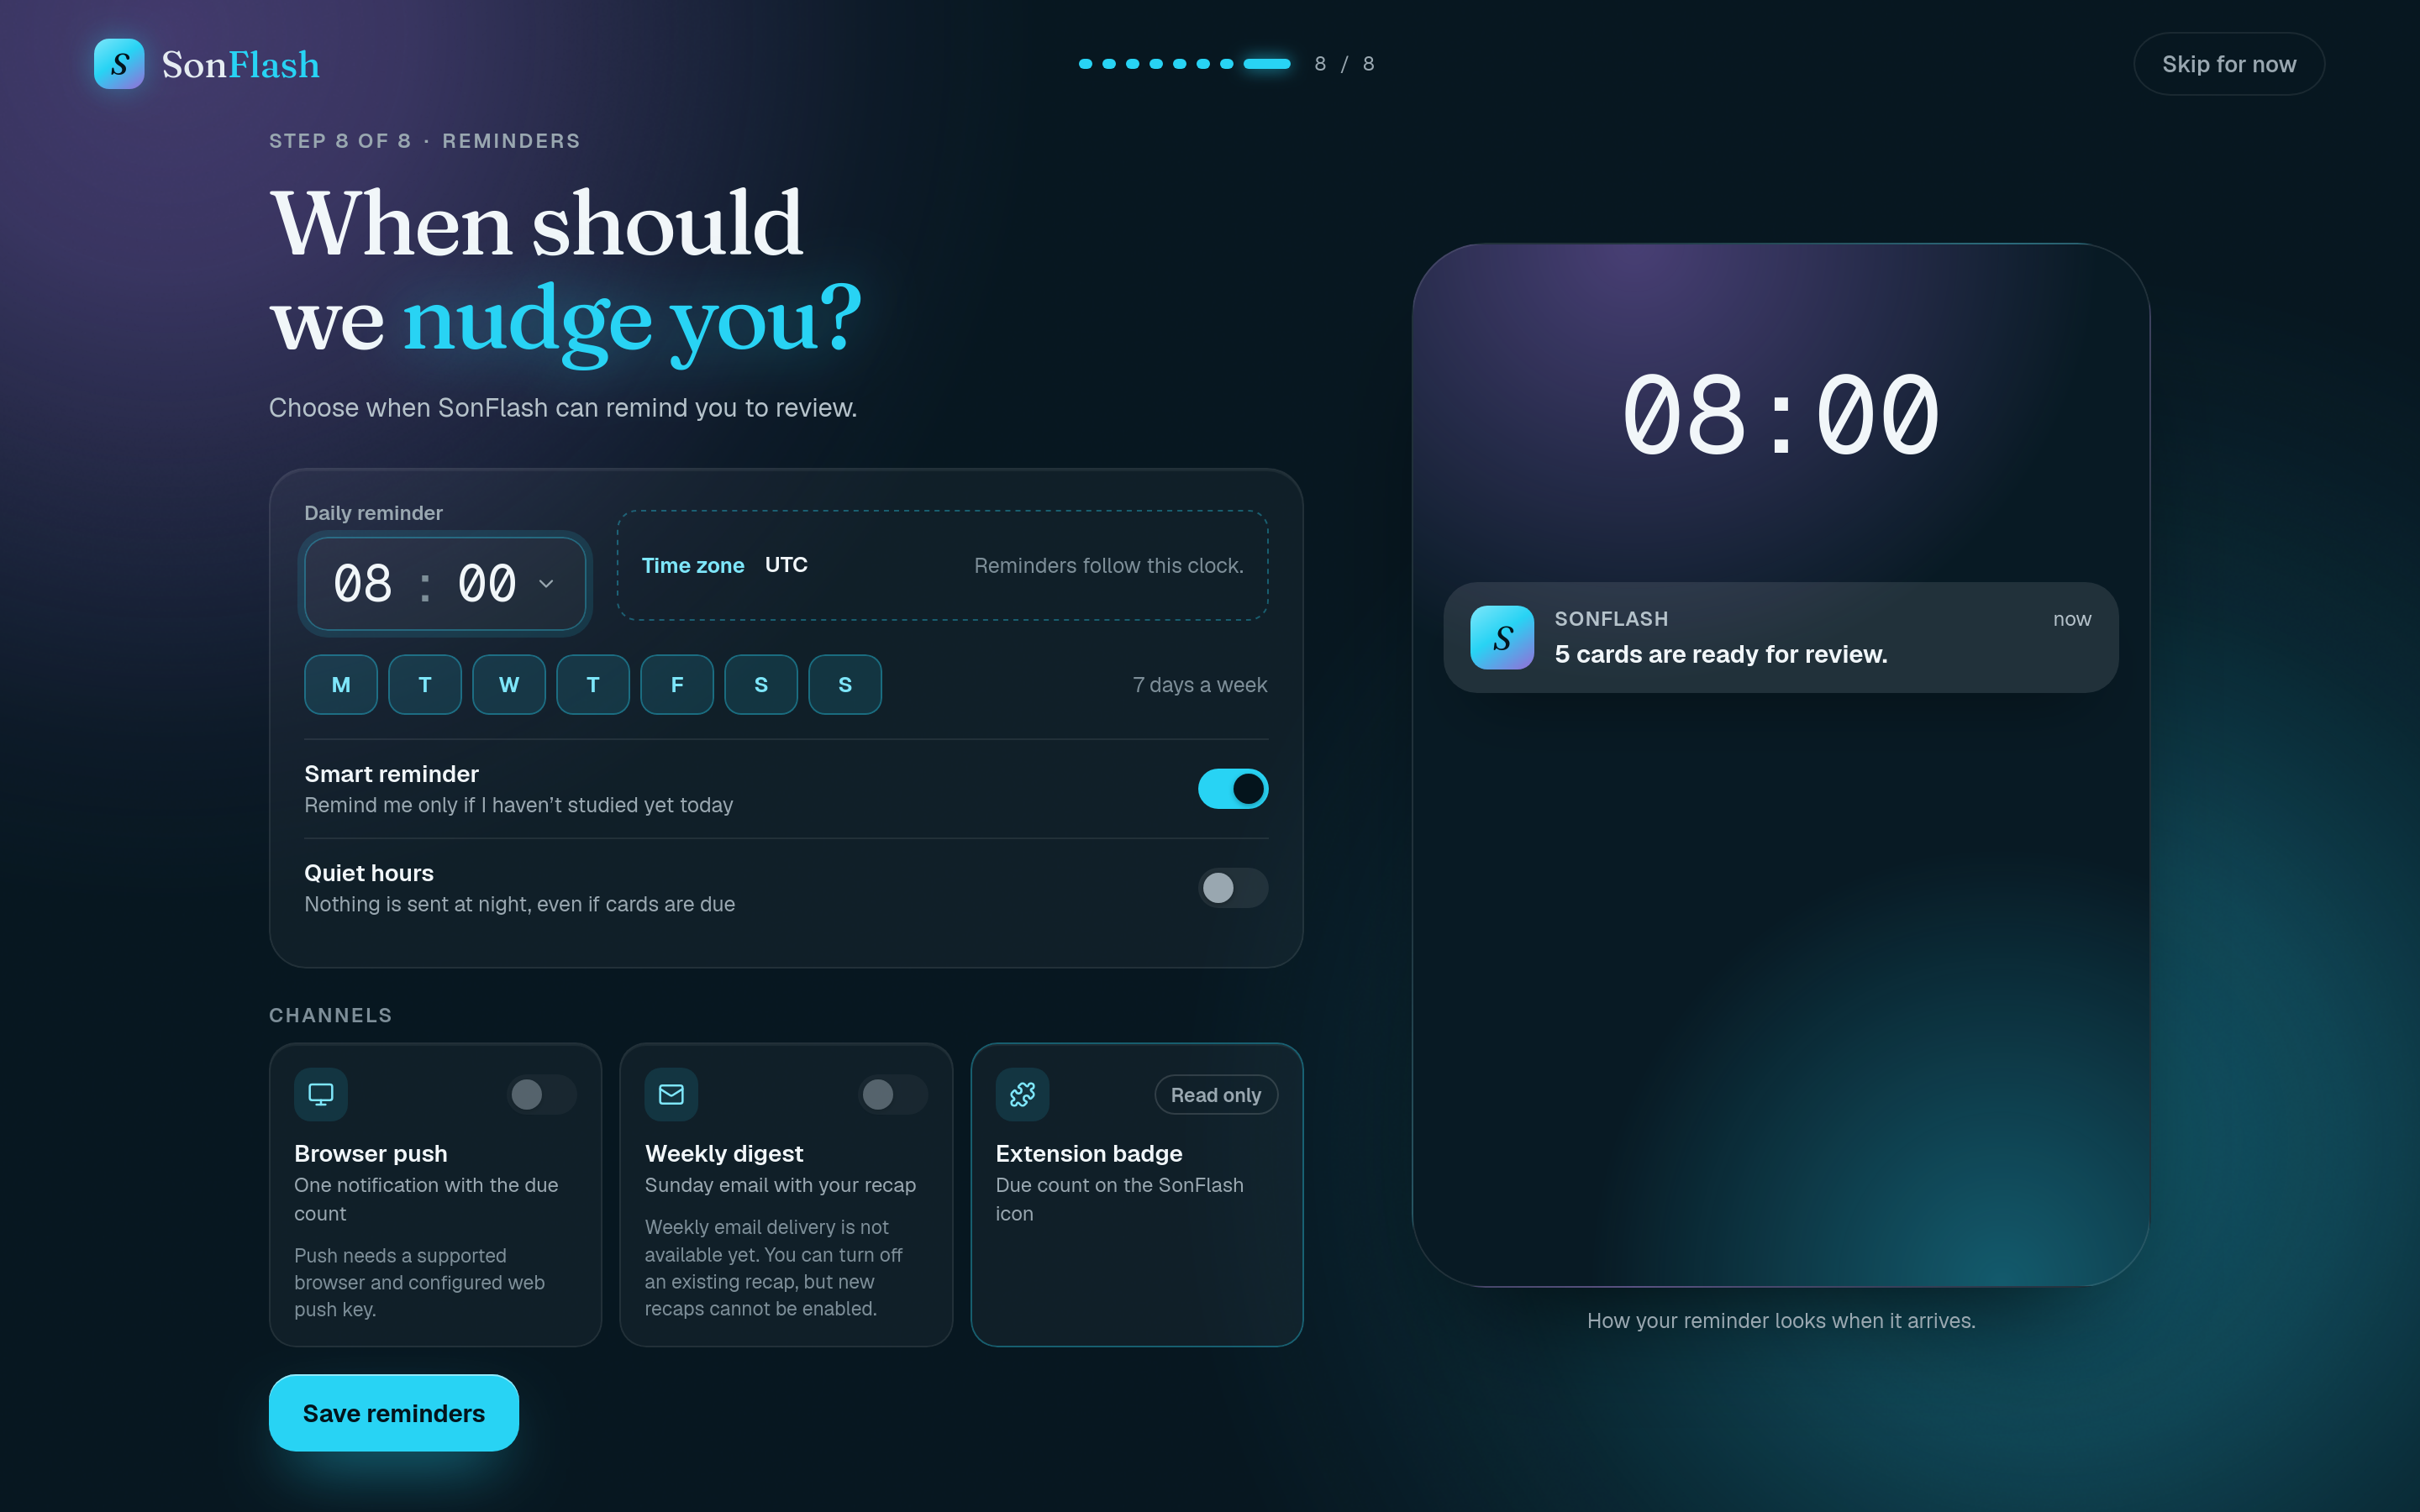 S SonFlash
8 / 8
Skip for now
STEP 8 OF 8 · REMINDERS
When should
we nudge you?
Choose when SonFlash can remind you to review.
Daily reminder
08 : 00
Time zone UTC
Reminders follow this clock.
M T W T F S S
7 days a week
Smart reminder
Remind me only if I haven’t studied yet today
Quiet hours
Nothing is sent at night, even if cards are due
CHANNELS
Browser push
One notification with the due
count
Push needs a supported
browser and configured web
push key.
Weekly digest
Sunday email with your recap
Weekly email delivery is not
available yet. You can turn off
an existing recap, but new
recaps cannot be enabled.
Read only
Extension badge
Due count on the SonFlash
icon
Save reminders
08:00
S
SONFLASH
now
5 cards are ready for review.
How your reminder looks when it arrives.